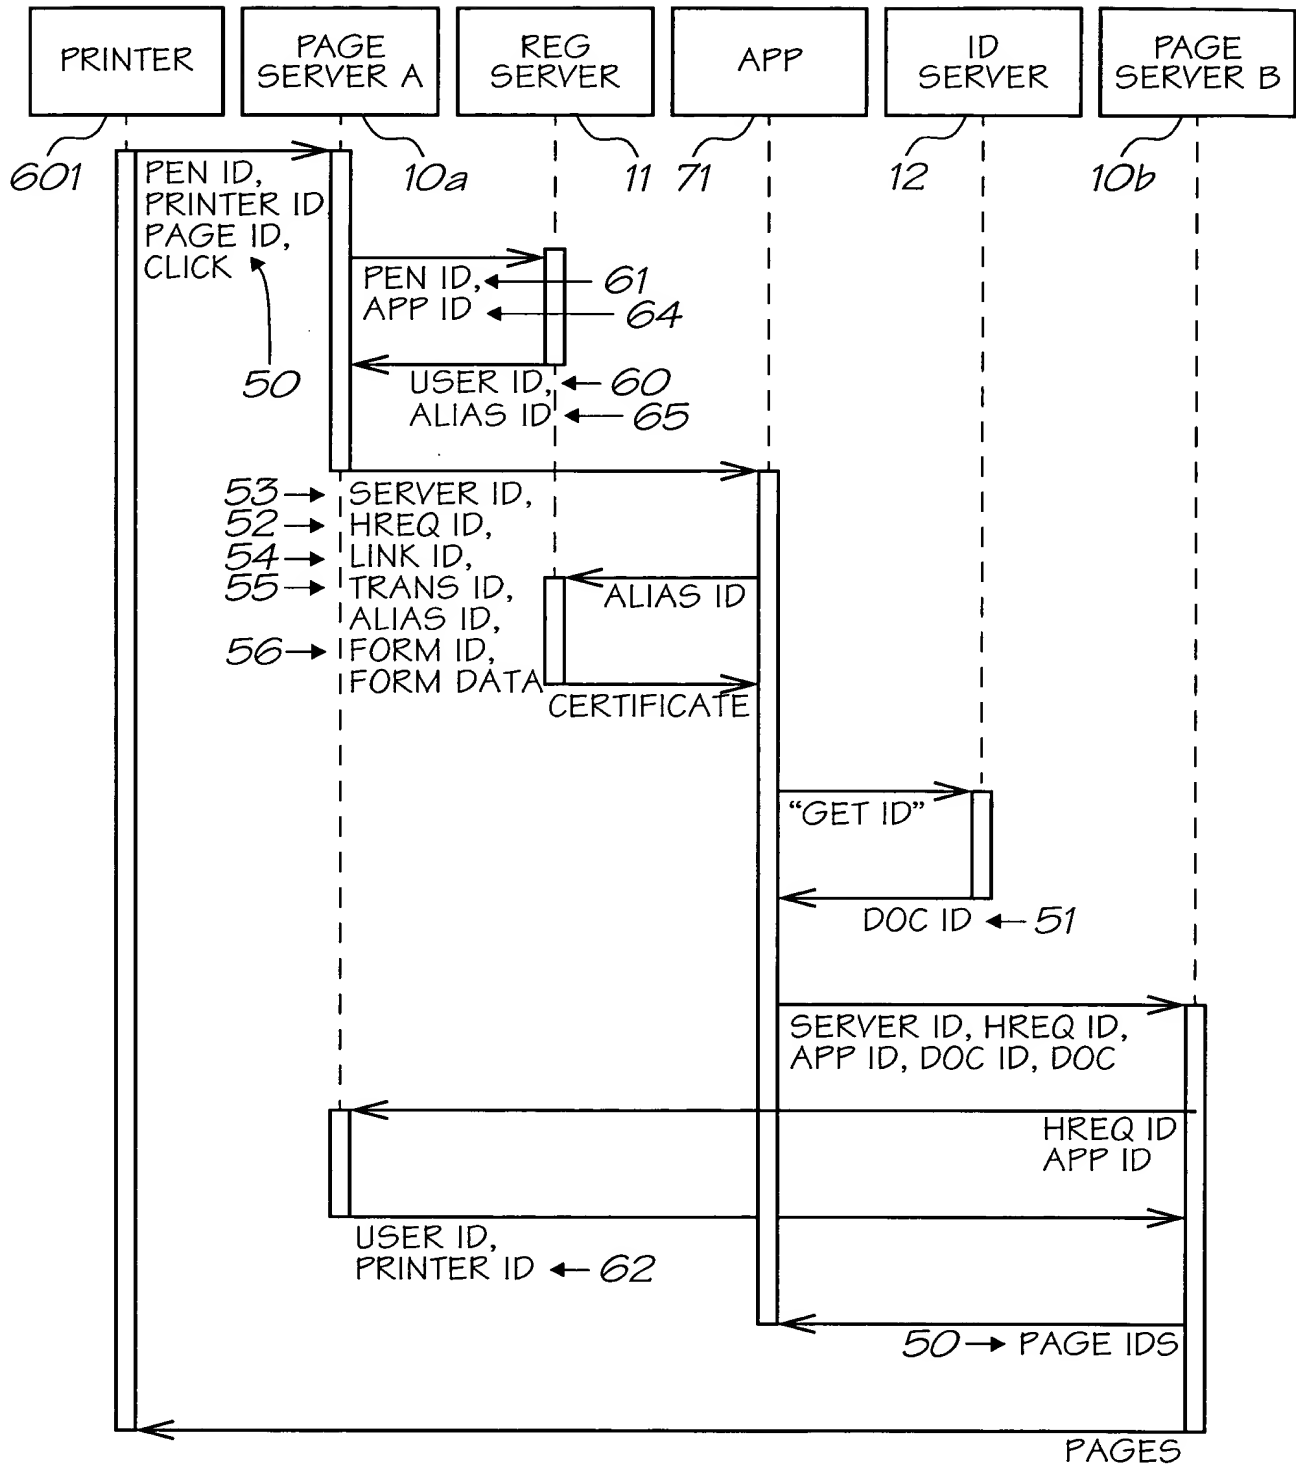 PRINTER
PAGE
SERVER A
REG
SERVER
APP
ID
SERVER
PAGE
SERVER B
601
10a
11
71
12
10b
PEN ID,
PRINTER ID
PAGE ID,
CLICK
50
PEN ID,
61
APP ID
64
USER ID,
60
ALIAS ID
65
53
SERVER ID,
52
HREQ ID,
54
LINK ID,
55
TRANS ID,
ALIAS ID,
56
FORM ID,
FORM DATA
ALIAS ID
CERTIFICATE
“GET ID”
DOC ID
51
SERVER ID, HREQ ID,
APP ID, DOC ID, DOC
HREQ ID
APP ID
USER ID,
PRINTER ID
62
50
PAGE IDS
PAGES